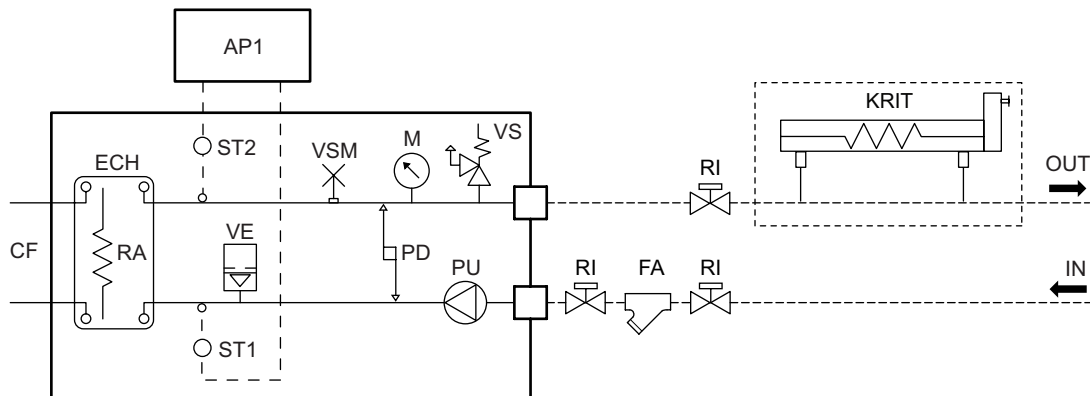 AP1
KRIT
ST2
VSM
M
VS
ECH
RI
OUT
CF
RA
VE
PD
PU
RI
FA
RI
IN
ST1